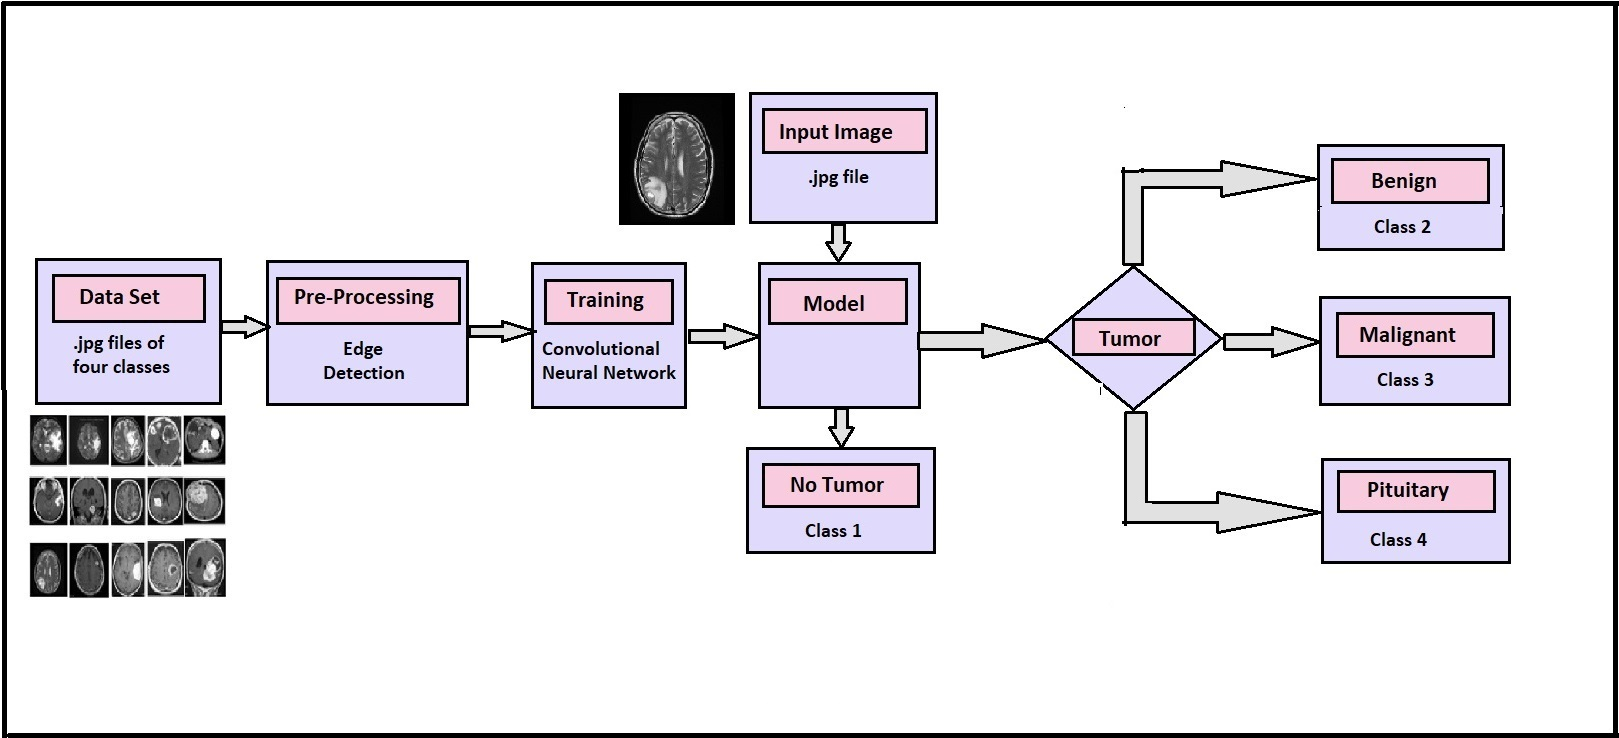 Input Image
.jpg file
Benign
Class 2
Data Set
.jpg files of
four classes
Pre-Processing
Edge
Detection
Training
Convolutional
Neural Network
Model
Tumor
Malignant
Class 3
No Tumor
Class 1
Pituitary
Class 4